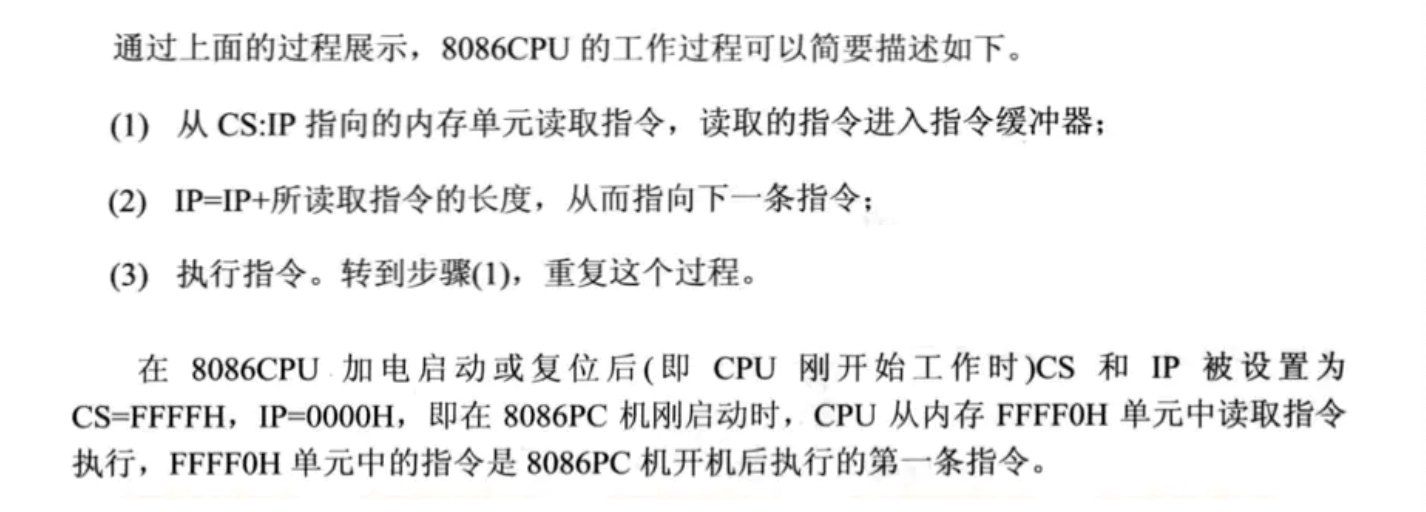 通过上面的过程展示，8086CPU 的工作过程可以简要描述如下。
(1) 从 CS:IP 指向的内存单元读取指令，读取的指令进入指令缓冲器；
(2) IP=IP+所读取指令的长度，从而指向下一条指令；
(3) 执行指令。转到步骤(1)，重复这个过程。
在 8086CPU 加电启动或复位后(即 CPU 刚开始工作时)CS 和 IP 被设置为
CS=FFFFH，IP=0000H，即在 8086PC 机刚启动时，CPU 从内存 FFFF0H 单元中读取指令
执行，FFFF0H 单元中的指令是 8086PC 机开机后执行的第一条指令。